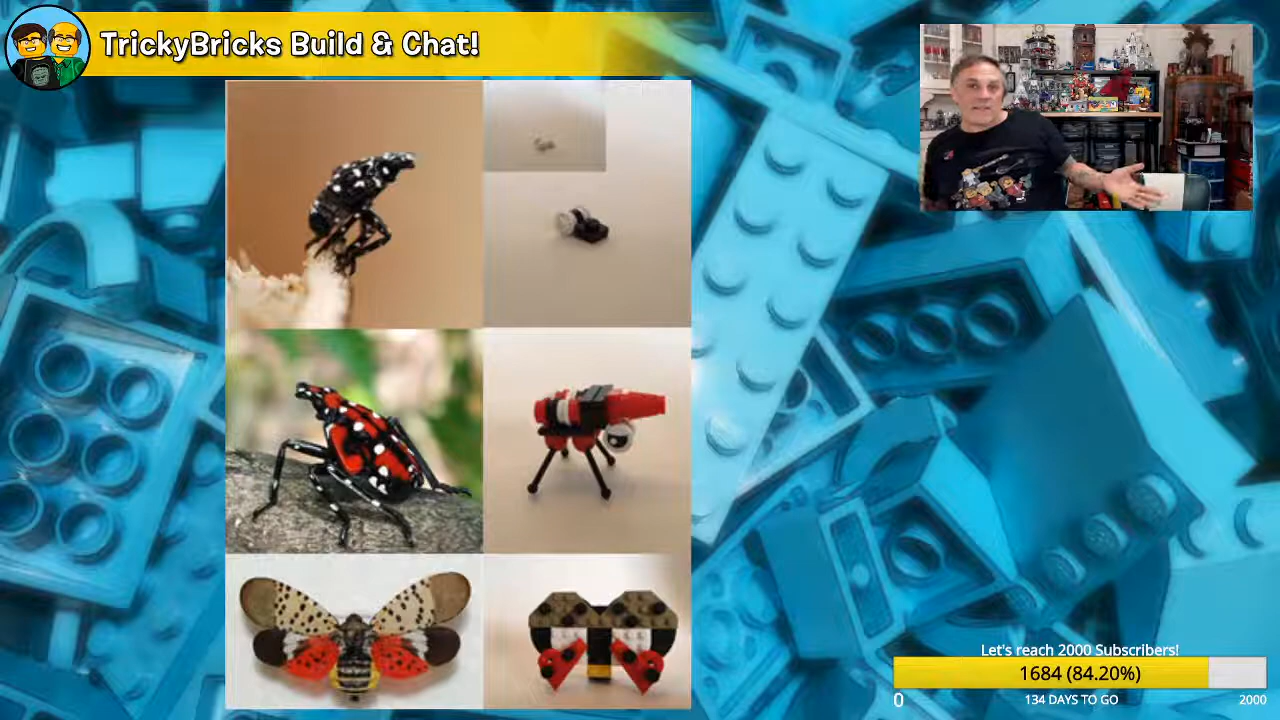 TrickyBricks Build & Chat!
Let's reach 2000 Subscribers!
1684 (84.20%)
0
134 DAYS TO GO
2000